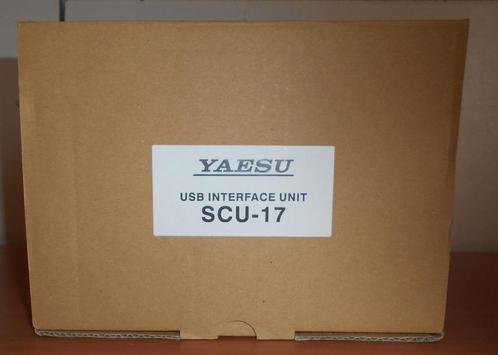 YAESU
USB INTERFACE UNIT
SCU-17